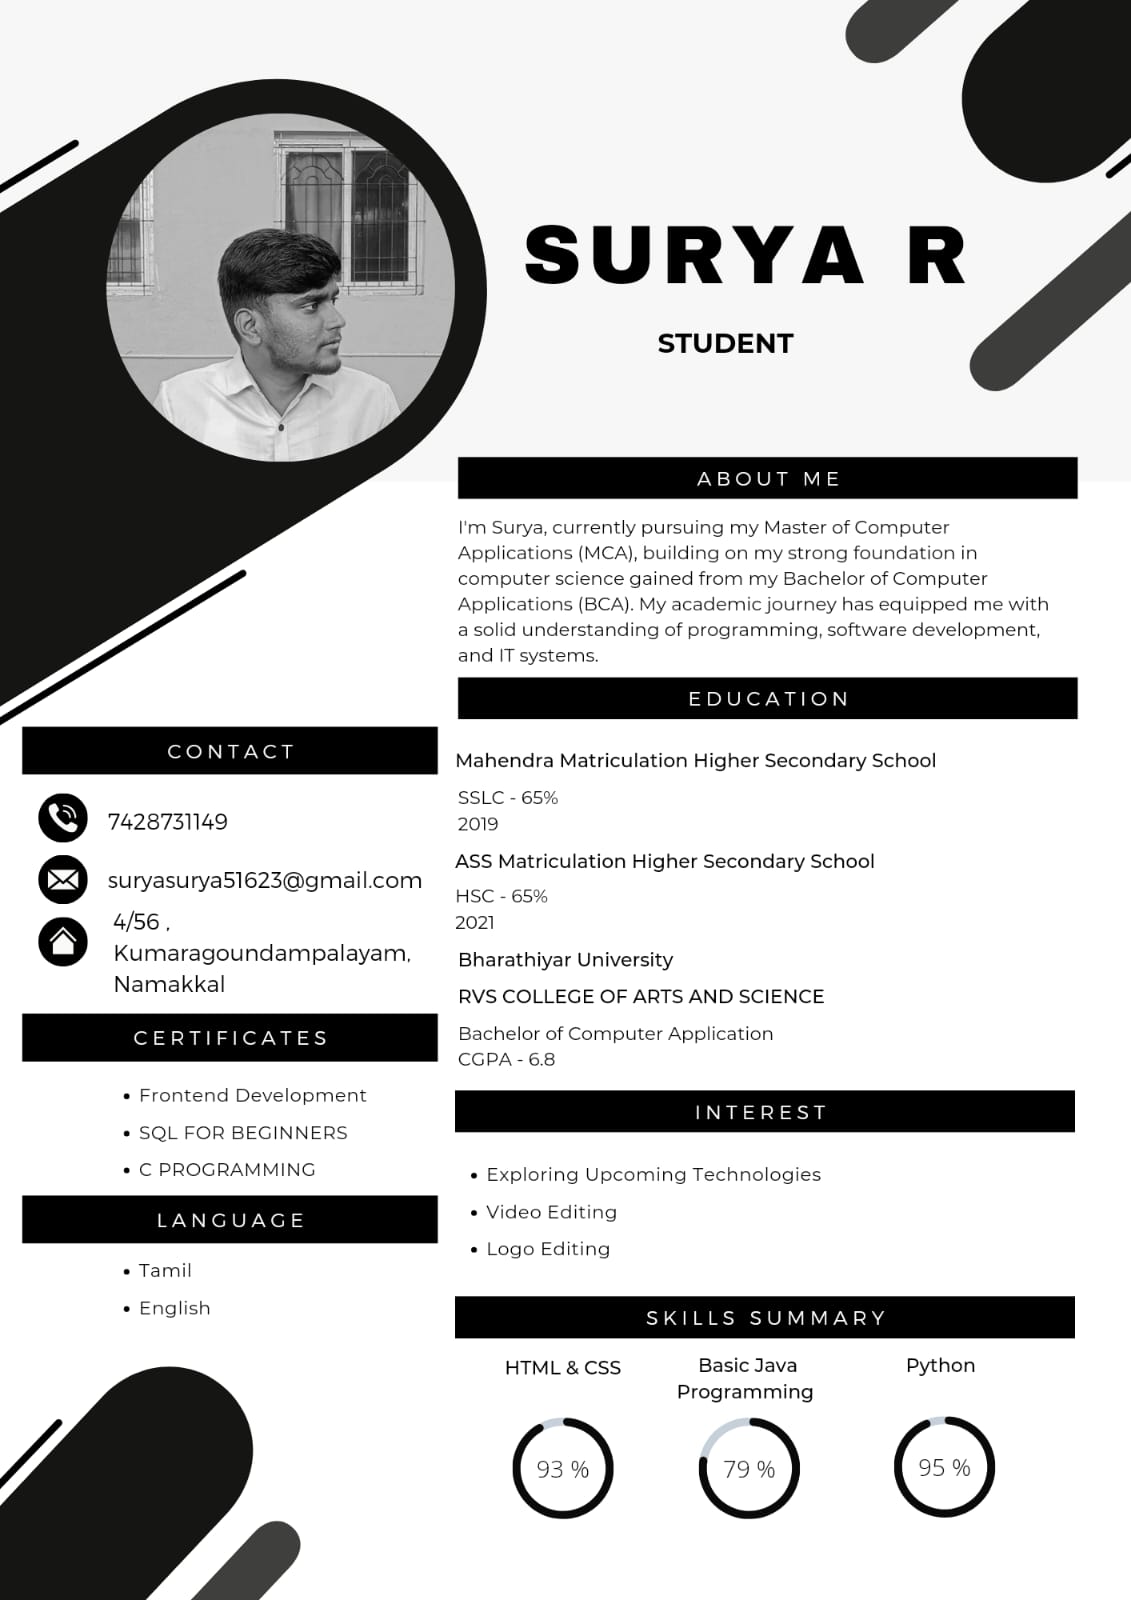 SURYA R
STUDENT
ABOUT ME
I'm Surya, currently pursuing my Master of Computer
Applications (MCA), building on my strong foundation in
computer science gained from my Bachelor of Computer
Applications (BCA). My academic journey has equipped me with
a solid understanding of programming, software development,
and IT systems.
EDUCATION
Mahendra Matriculation Higher Secondary School
SSLC - 65%
2019
ASS Matriculation Higher Secondary School
HSC - 65%
2021
Bharathiyar University
RVS COLLEGE OF ARTS AND SCIENCE
Bachelor of Computer Application
CGPA - 6.8
CONTACT
7428731149
suryasurya51623@gmail.com
4/56 ,
Kumaragoundampalayam,
Namakkal
CERTIFICATES
• Frontend Development
• SQL FOR BEGINNERS
• C PROGRAMMING
LANGUAGE
• Tamil
• English
INTEREST
• Exploring Upcoming Technologies
• Video Editing
• Logo Editing
SKILLS SUMMARY
HTML & CSS
93 %
Basic Java
Programming
79 %
Python
95 %